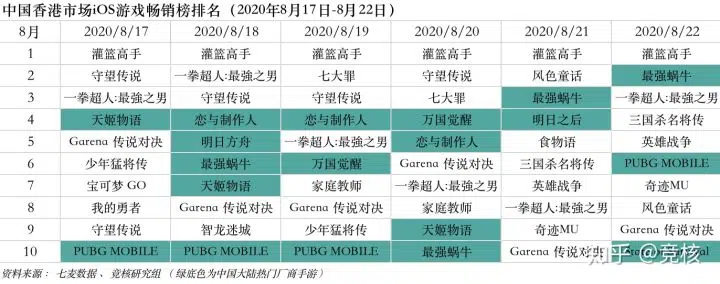 中国香港市场iOS游戏畅销榜排名（2020年8月17日-8月22日）
8月 2020/8/17 2020/8/18 2020/8/19 2020/8/20 2020/8/21 2020/8/22
1 灌篮高手 灌篮高手 灌篮高手 灌篮高手 灌篮高手 灌篮高手
2 守望传说 一拳超人:最強之男 七大罪 守望传说 风色童话 最强蜗牛
3 一拳超人:最強之男 守望传说 守望传说 七大罪 最强蜗牛 一拳超人:最強之男
4 天姬物语 恋与制作人 恋与制作人 万国觉醒 明日之后 三国杀名将传
5 Garena 传说对决 明日方舟 一拳超人:最強之男 恋与制作人 食物语 英雄战争
6 少年猛将传 最强蜗牛 万国觉醒 Garena 传说对决 三国杀名将传 PUBG MOBILE
7 宝可梦 GO 天姬物语 家庭教师 一拳超人:最強之男 英雄战争 奇迹MU
8 我的勇者 Garena 传说对决 Garena 传说对决 家庭教师 一拳超人:最強之男 风色童话
9 守望传说 智龙迷城 少年猛将传 天姬物语 奇迹MU Garena 传说对决
10 PUBG MOBILE PUBG MOBILE PUBG MOBILE 最强蜗牛 Garena 传说对决
资料来源：七麦数据、竞核研究组（绿底色为中国大陆热门厂商手游）
知乎 @竞核